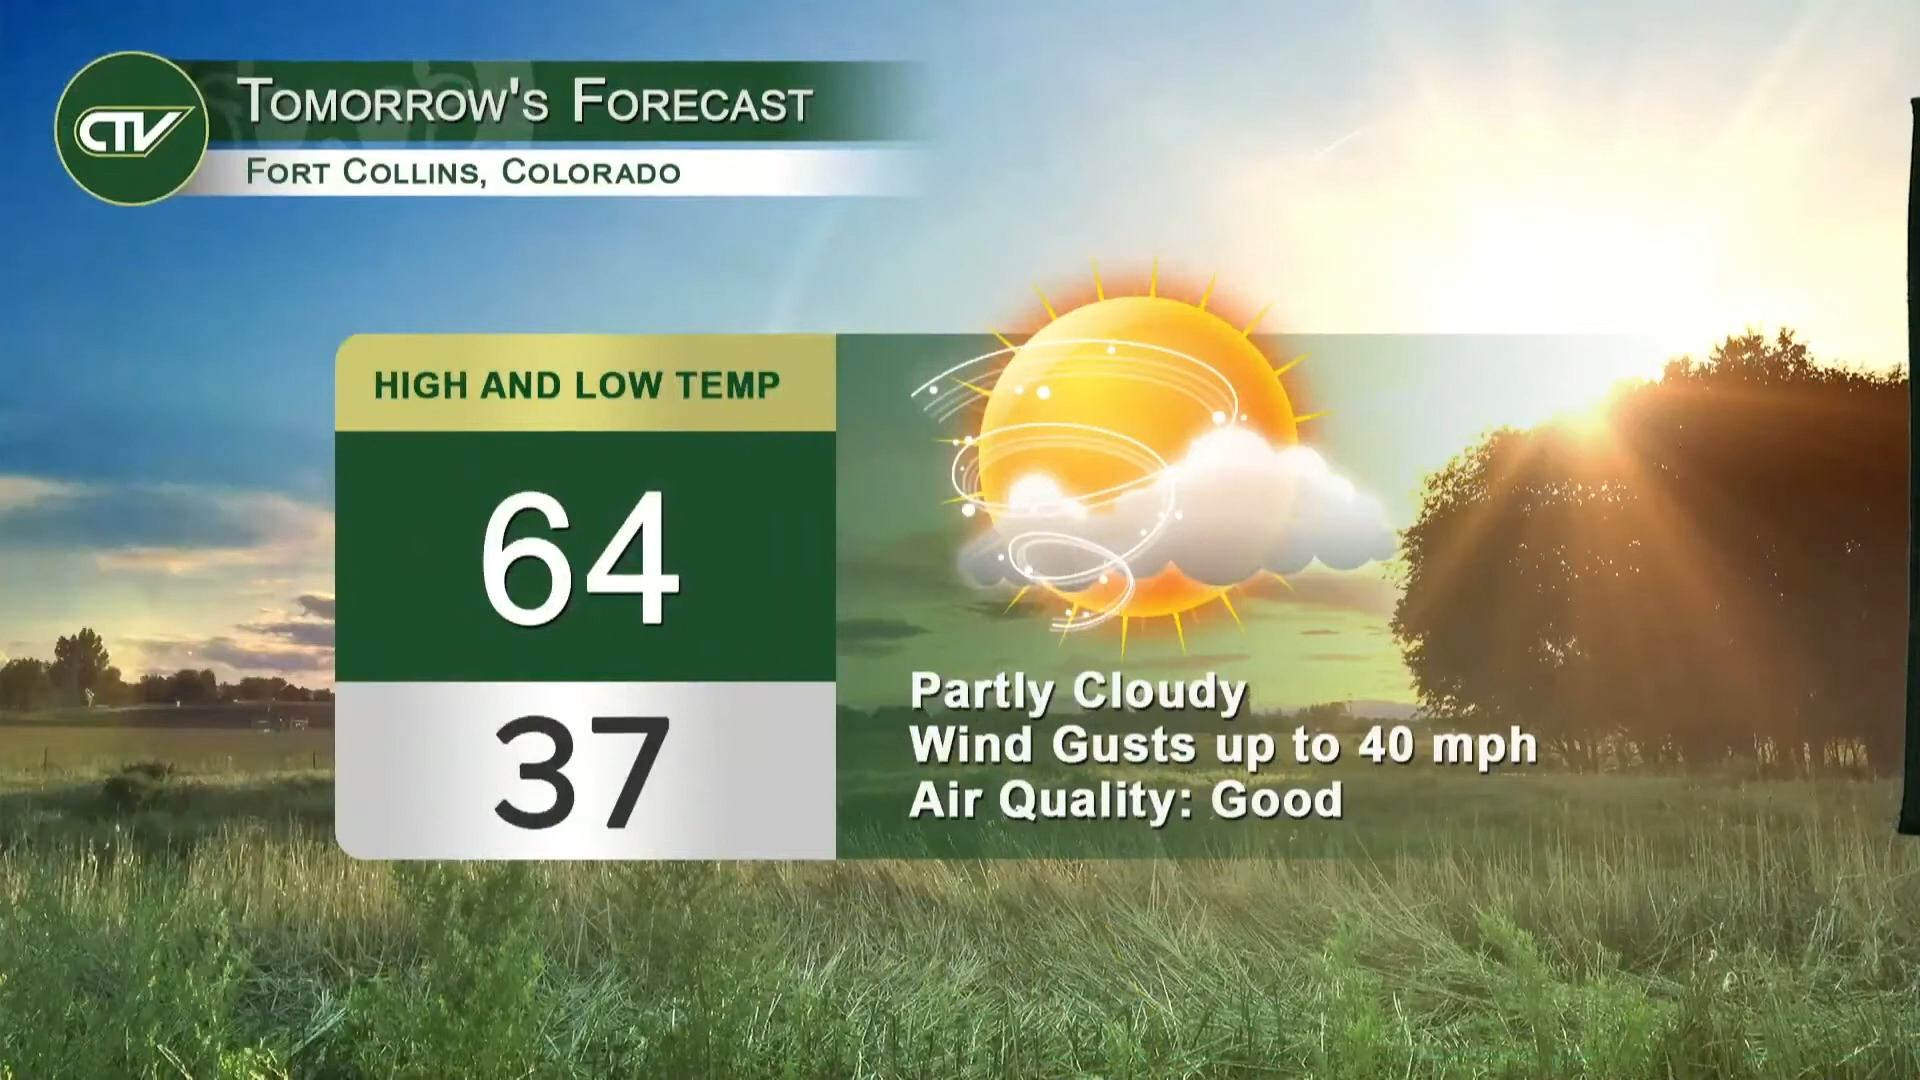 CTV
Tomorrow's Forecast
Fort Collins, Colorado
HIGH AND LOW TEMP
64
37
Partly Cloudy
Wind Gusts up to 40 mph
Air Quality: Good